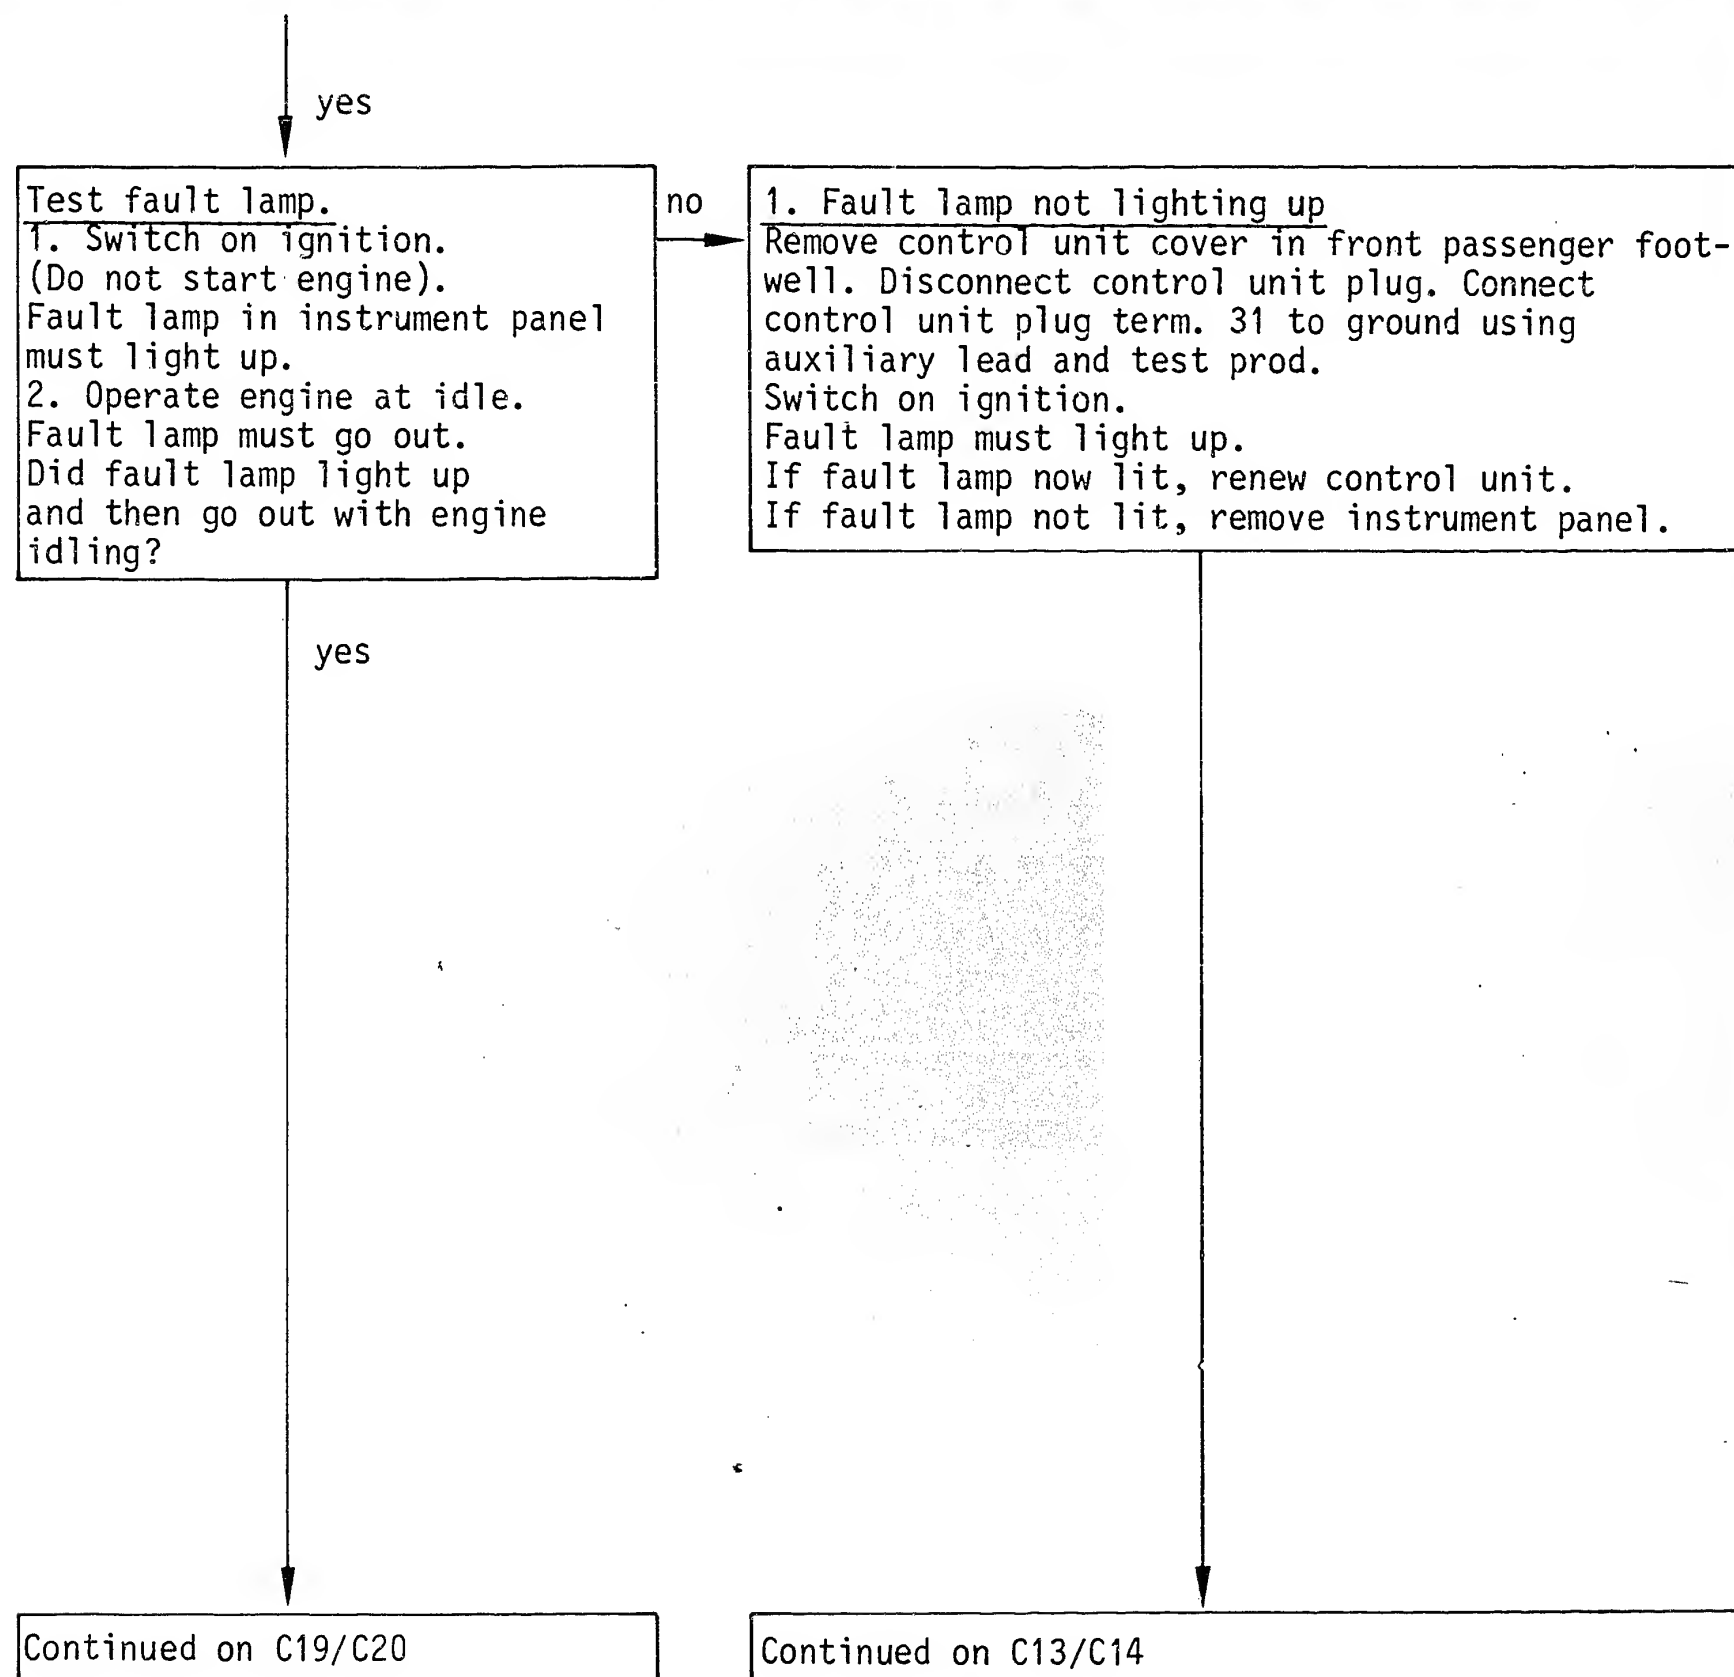 yes
Test fault lamp.
1. Switch on ignition.
(Do not start engine).
Fault lamp in instrument panel
must light up.
2. Operate engine at idle.
Fault lamp must go out.
Did fault lamp light up
and then go out with engine
idling?
no
1. Fault lamp not lighting up
Remove control unit cover in front passenger foot-
well. Disconnect control unit plug. Connect
control unit plug term. 31 to ground using
auxiliary lead and test prod.
Switch on ignition.
Fault lamp must light up.
If fault lamp now lit, renew control unit.
If fault lamp not lit, remove instrument panel.
yes
Continued on C19/C20
Continued on C13/C14